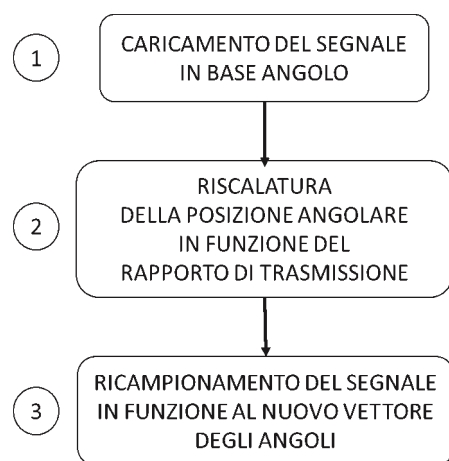 1
CARICAMENTO DEL SEGNALE
IN BASE ANGOLO
2
RISCALATURA
DELLA POSIZIONE ANGOLARE
IN FUNZIONE DEL
RAPPORTO DI TRASMISSIONE
3
RICAMPIONAMENTO DEL SEGNALE
IN FUNZIONE AL NUOVO VETTORE
DEGLI ANGOLI